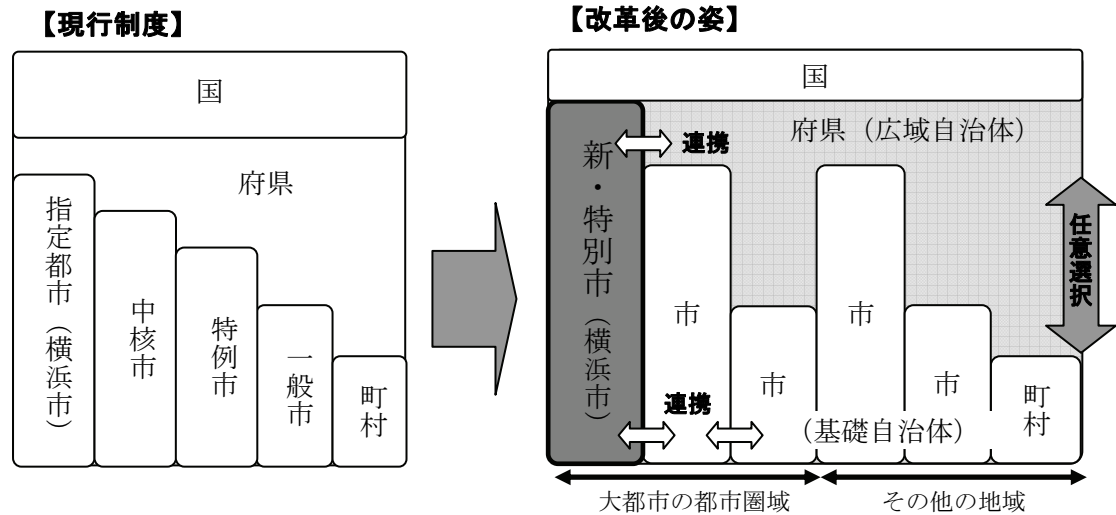 【現行制度】
国
府県
指定都市（横浜市）
中核市
特例市
一般市
町村
【改革後の姿】
国
府県（広域自治体）
新・特別市（横浜市）
連携
市
市
市
市
町村
任意選択
連携
（基礎自治体）
大都市の都市圏域
その他の地域